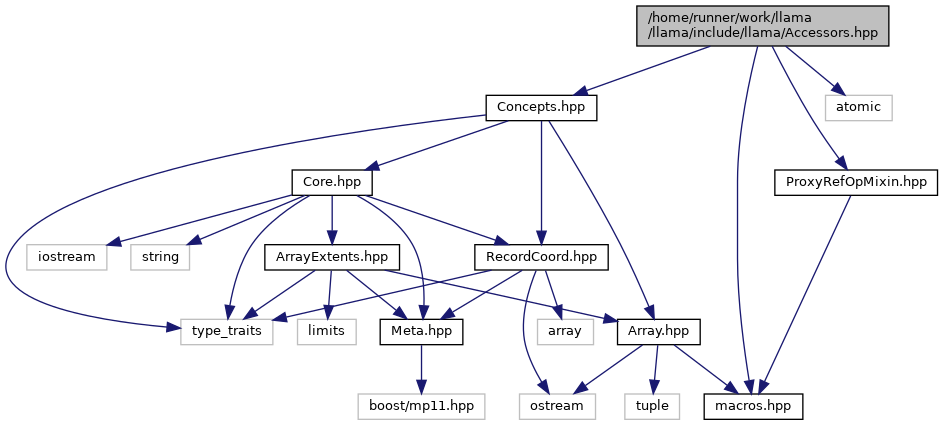 /home/runner/work/llama
/llama/include/llama/Accessors.hpp
Concepts.hpp
atomic
Core.hpp
ProxyRefOpMixin.hpp
iostream
string
ArrayExtents.hpp
RecordCoord.hpp
type_traits
limits
Meta.hpp
array
Array.hpp
boost/mp11.hpp
ostream
tuple
macros.hpp